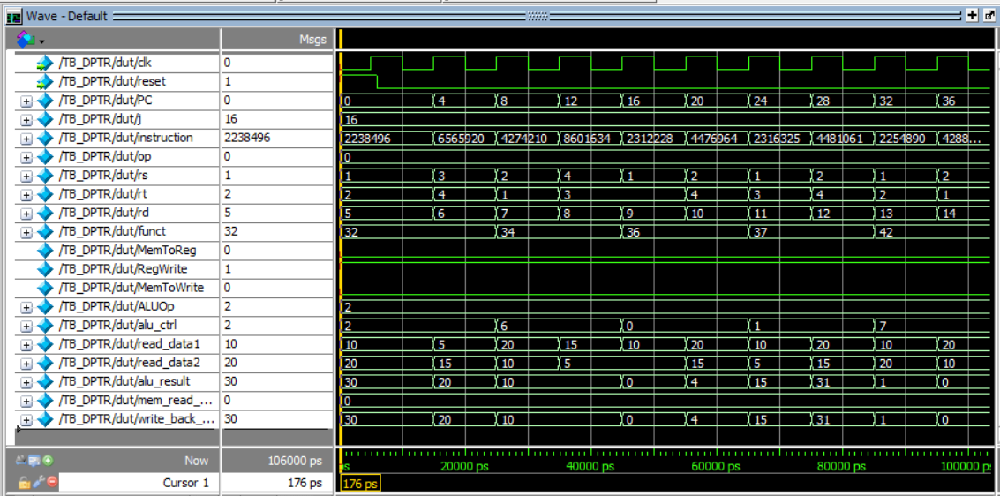 Wave - Default
Msgs
/TB_DPTR/dut/clk 0
/TB_DPTR/dut/reset 1
/TB_DPTR/dut/PC 0 0 4 8 12 16 20 24 28 32 36
/TB_DPTR/dut/j 16 16
/TB_DPTR/dut/instruction 2238496 2238496 6565920 4274210 8601634 2312228 4476964 2316325 4481061 2254890 4288...
/TB_DPTR/dut/op 0 0
/TB_DPTR/dut/rs 1 1 3 2 4 1 2 1 2 1 2
/TB_DPTR/dut/rt 2 2 4 1 3 4 3 4 2 1
/TB_DPTR/dut/rd 5 5 6 7 8 9 10 11 12 13 14
/TB_DPTR/dut/funct 32 32 34 36 37 42
/TB_DPTR/dut/MemToReg 0
/TB_DPTR/dut/RegWrite 1
/TB_DPTR/dut/MemToWrite 0
/TB_DPTR/dut/ALUOp 2 2
/TB_DPTR/dut/alu_ctrl 2 2 6 0 1 7
/TB_DPTR/dut/read_data1 10 10 5 20 15 10 20 10 20 10 20
/TB_DPTR/dut/read_data2 20 20 15 10 5 15 5 15 20 10
/TB_DPTR/dut/alu_result 30 30 20 10 0 4 15 31 1 0
/TB_DPTR/dut/mem_read_... 0 0
/TB_DPTR/dut/write_back_... 30 30 20 10 0 4 15 31 1 0
Now 106000 ps ps 20000 ps 40000 ps 60000 ps 80000 ps 100000 p
Cursor 1 176 ps 176 ps